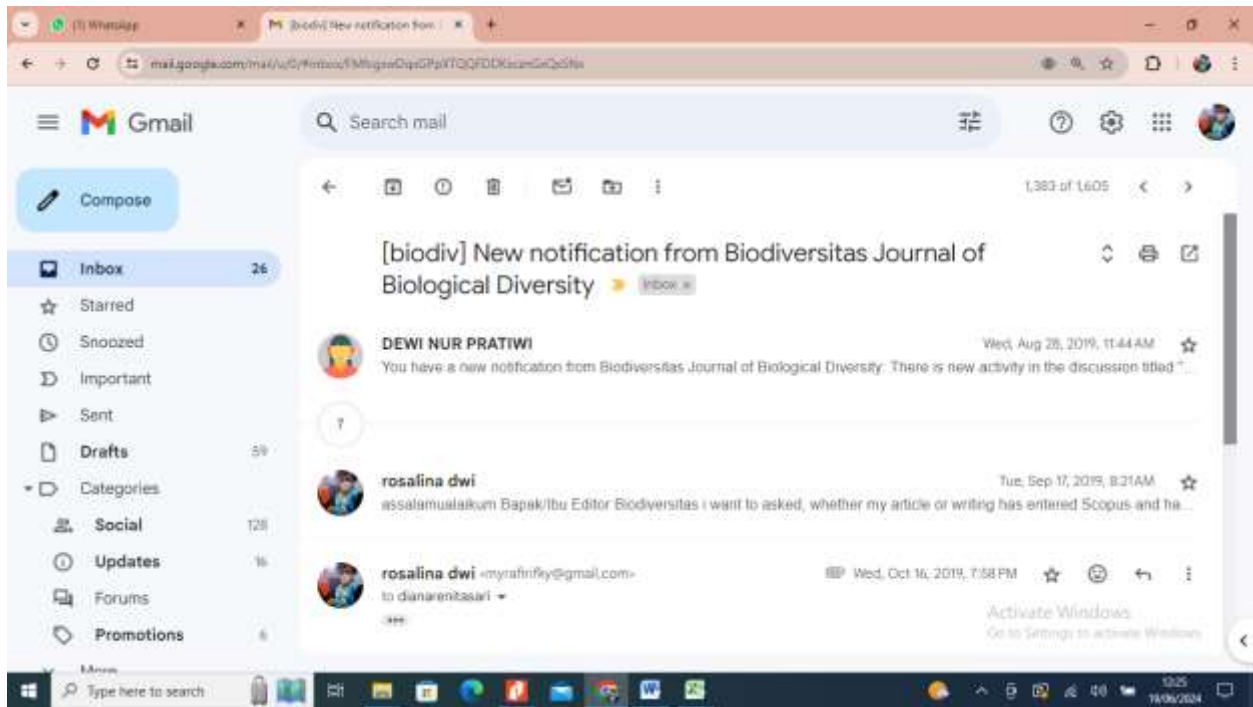 (1) WhatsApp
[biodiv] New notification from
Gmail
Search mail
Compose
1,383 of 1,605
[biodiv] New notification from Biodiversitas Journal of
Biological Diversity
Inbox ×
Inbox 26
Starred
Snoozed
Important
Sent
Drafts 59
Categories
Social 128
Updates 16
Forums
Promotions 6
More
DEWI NUR PRATIWI
Wed, Aug 28, 2019, 11:44 AM
You have a new notification from Biodiversitas Journal of Biological Diversity: There is new activity in the discussion titled "...
7
rosalina dwi
Tue, Sep 17, 2019, 8:21 AM
assalamualaikum Bapak/Ibu Editor Biodiversitas i want to asked, whether my article or writing has entered Scopus and ha...
rosalina dwi <myrafirifky@gmail.com>
Wed, Oct 16, 2019, 7:58 PM
to dianarenitasari
Activate Windows
Go to Settings to activate Windows
Type here to search
12:25
19/06/2024